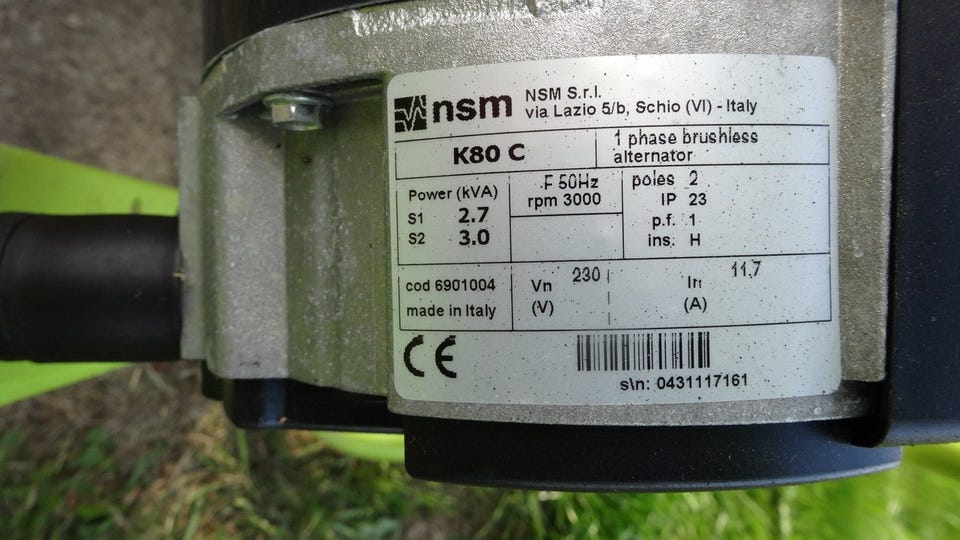 nsm
NSM S.r.l.
via Lazio 5/b, Schio (VI) - Italy
K80 C
1 phase brushless
alternator
Power (kVA)
S1 2.7
S2 3.0
F 50Hz
rpm 3000
poles 2
IP 23
p.f. 1
ins. H
cod 6901004
made in Italy
Vn 230
(V)
In 11,7
(A)
CE
s\n: 0431117161